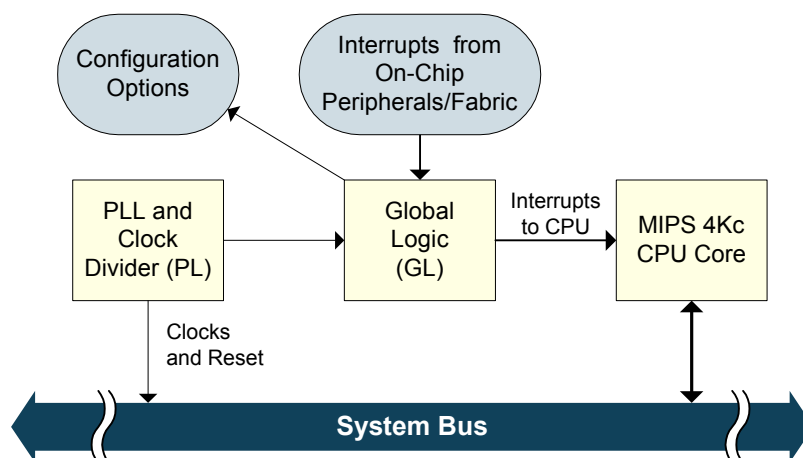 Configuration
Options
Interrupts from
On-Chip
Peripherals/Fabric
PLL and
Clock
Divider (PL)
Global
Logic
(GL)
Interrupts
to CPU
MIPS 4Kc
CPU Core
Clocks
and Reset
System Bus